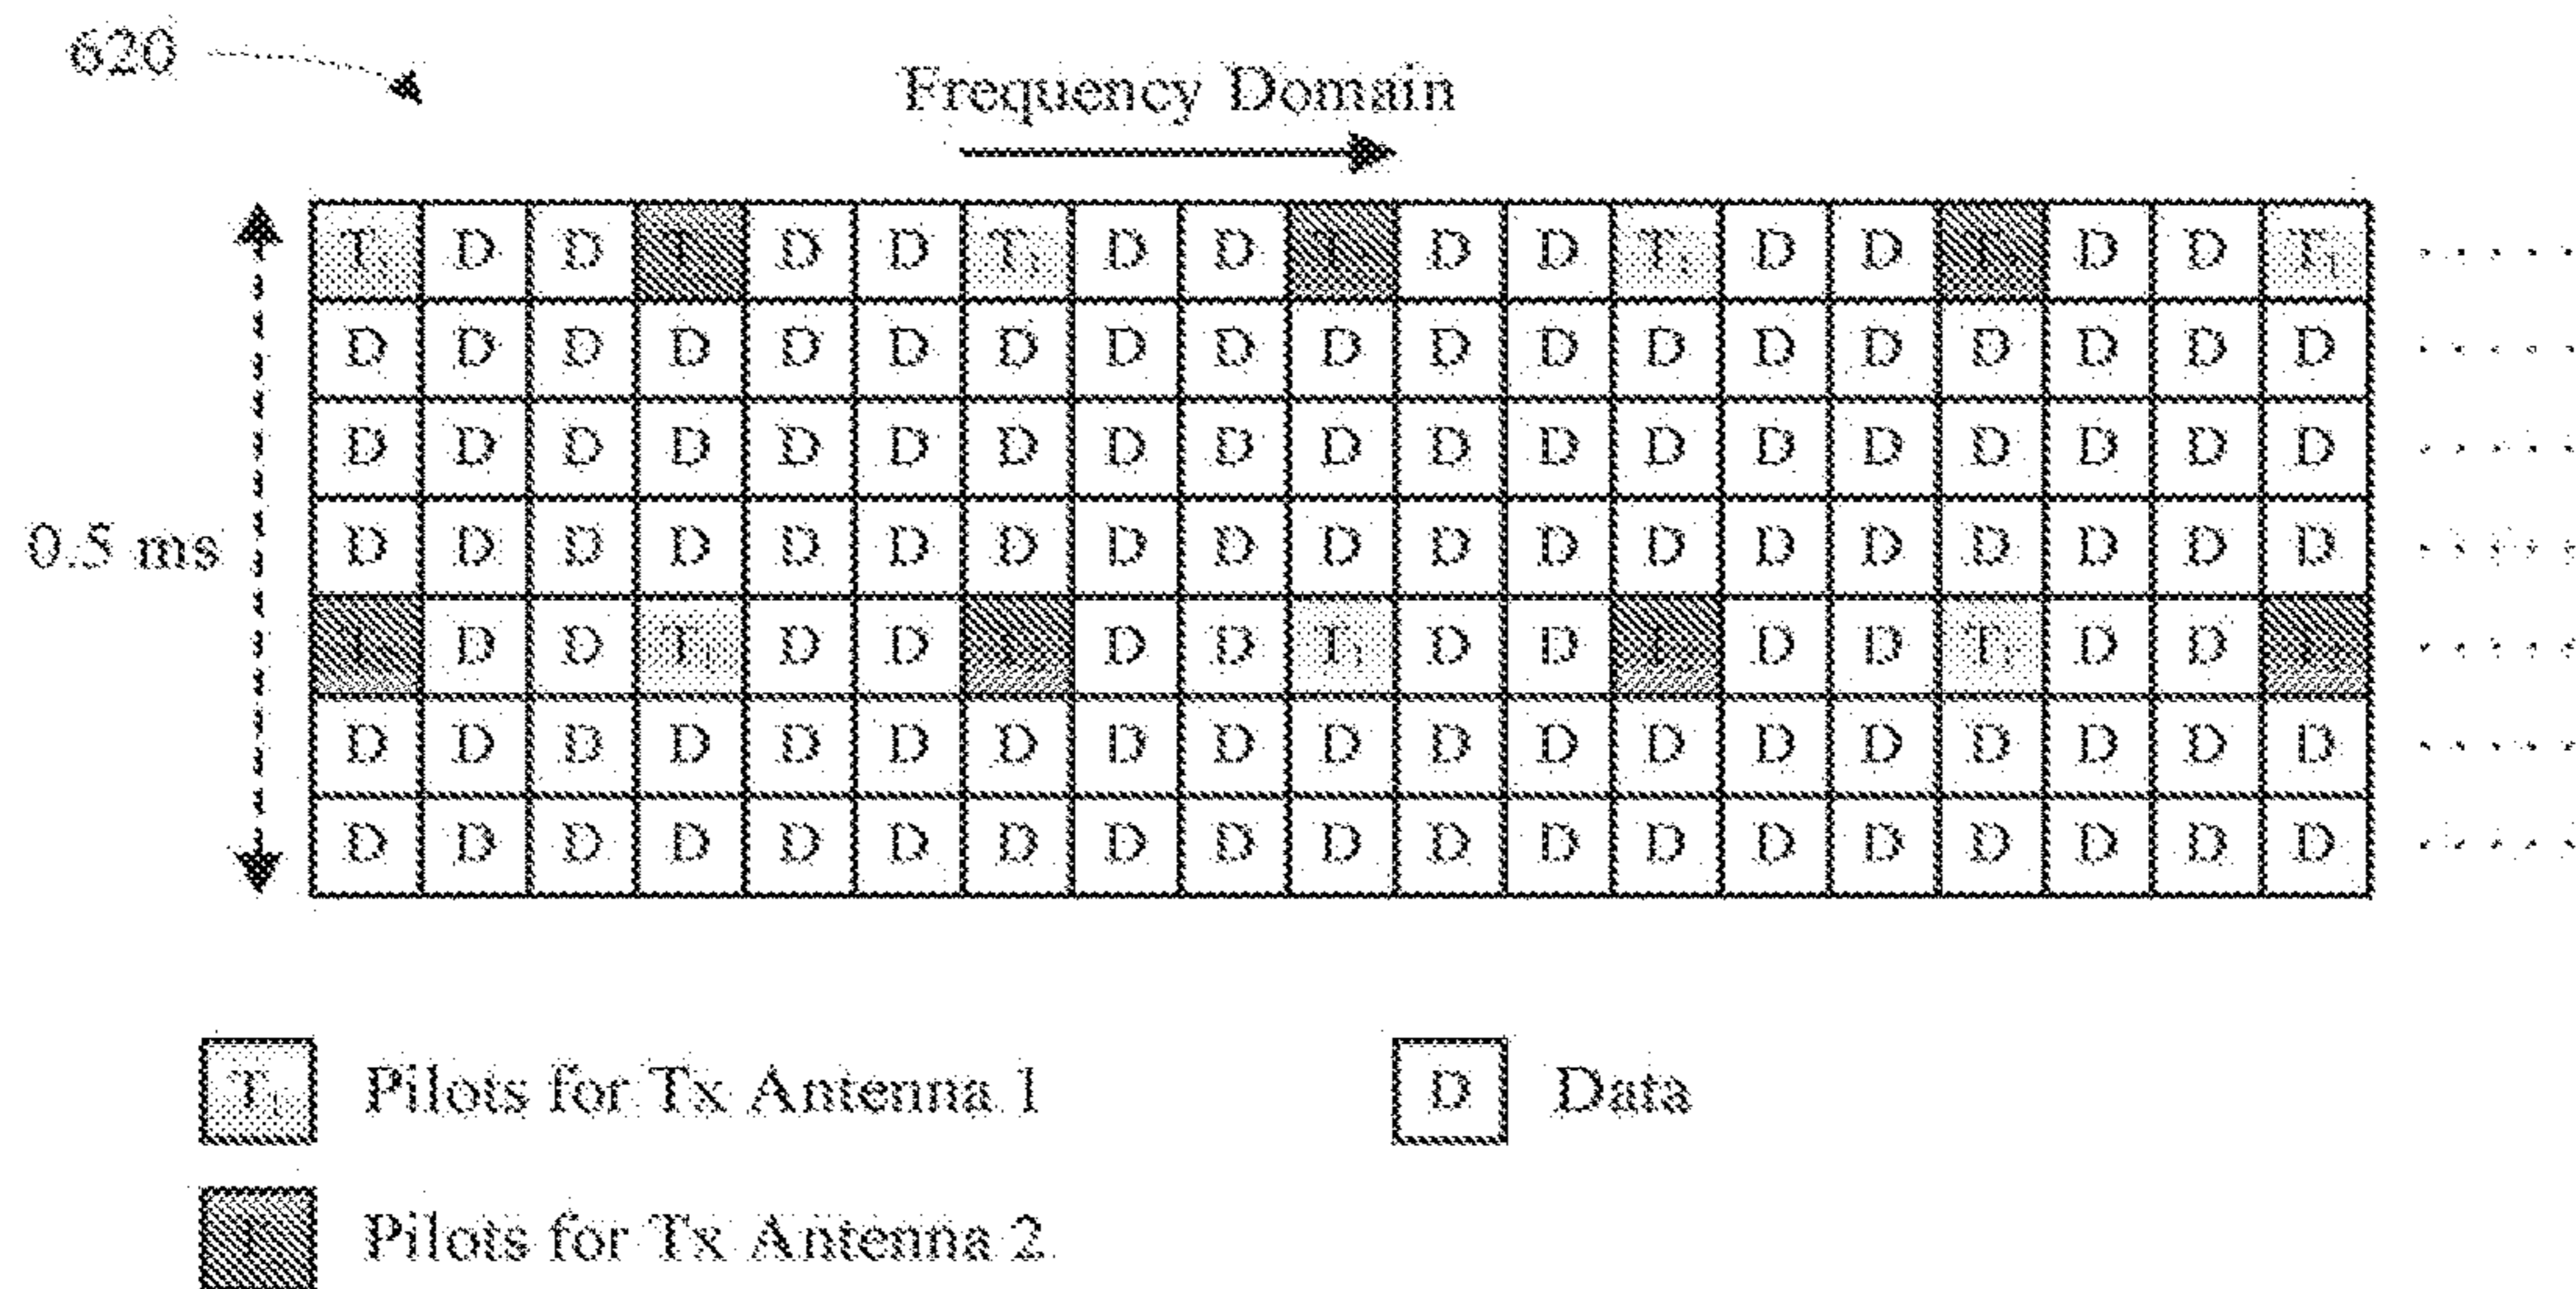 620
Frequency Domain
T₁ D D T D D T₁ D D T D D T₁ D D T D D T₁ . . . . .
D D D D D D D D D D D D D D D D D D D . . . . .
D D D D D D D D D D D D D D D D D D D . . . . .
0.5 ms D D D D D D D D D D D D D D D D D D D . . . . .
T D D T₁ D D T D D T₁ D D T D D T₁ D D T . . . . .
D D D D D D D D D D D D D D D D D D D . . . . .
D D D D D D D D D D D D D D D D D D D . . . . .
T₁ Pilots for Tx Antenna 1
D Data
T Pilots for Tx Antenna 2